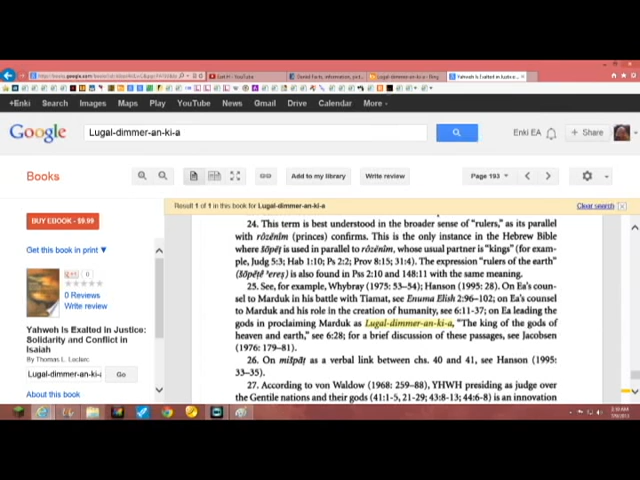 Lugal-dimmer-an-ki-a - Bing
+Enki Search Images Maps Play YouTube News Gmail Drive Calendar More
Google
Lugal-dimmer-an-ki-a
Enki EA
+ Share
Books
Add to my library
Write review
Page 193
Result 1 of 1 in this book for Lugal-dimmer-an-ki-a
Clear search
BUY EBOOK - $9.99
Get this book in print ▼
0
0 Reviews
Write review
Yahweh Is Exalted in Justice:
Solidarity and Conflict in
Isaiah
By Thomas L. Leclerc
Lugal-dimmer-an-ki-a
Go
About this book
24. This term is best understood in the broader sense of "rulers," as its parallel
with rôzēnîm (princes) confirms. This is the only instance in the Hebrew Bible
where šōpēṭ is used in parallel to rôzēnîm, whose usual partner is "kings" (for exam-
ple, Judg 5:3; Hab 1:10; Ps 2:2; Prov 8:15; 31:4). The expression "rulers of the earth"
(šōpĕṭê ʾereṣ) is also found in Pss 2:10 and 148:11 with the same meaning.
25. See, for example, Whybray (1975: 53–54); Hanson (1995: 28). On Ea's coun-
sel to Marduk in his battle with Tiamat, see Enuma Elish 2:96–102; on Ea's counsel
to Marduk and his role in the creation of humanity, see 6:11-37; on Ea leading the
gods in proclaiming Marduk as Lugal-dimmer-an-ki-a, "The king of the gods of
heaven and earth," see 6:28; for a brief discussion of these passages, see Jacobsen
(1976: 179–81).
26. On mišpāṭ as a verbal link between chs. 40 and 41, see Hanson (1995:
33–35).
27. According to von Waldow (1968: 259–88), YHWH presiding as judge over
the Gentile nations and their gods (41:1-5, 21-29; 43:8-13; 44:6-8) is an innovation